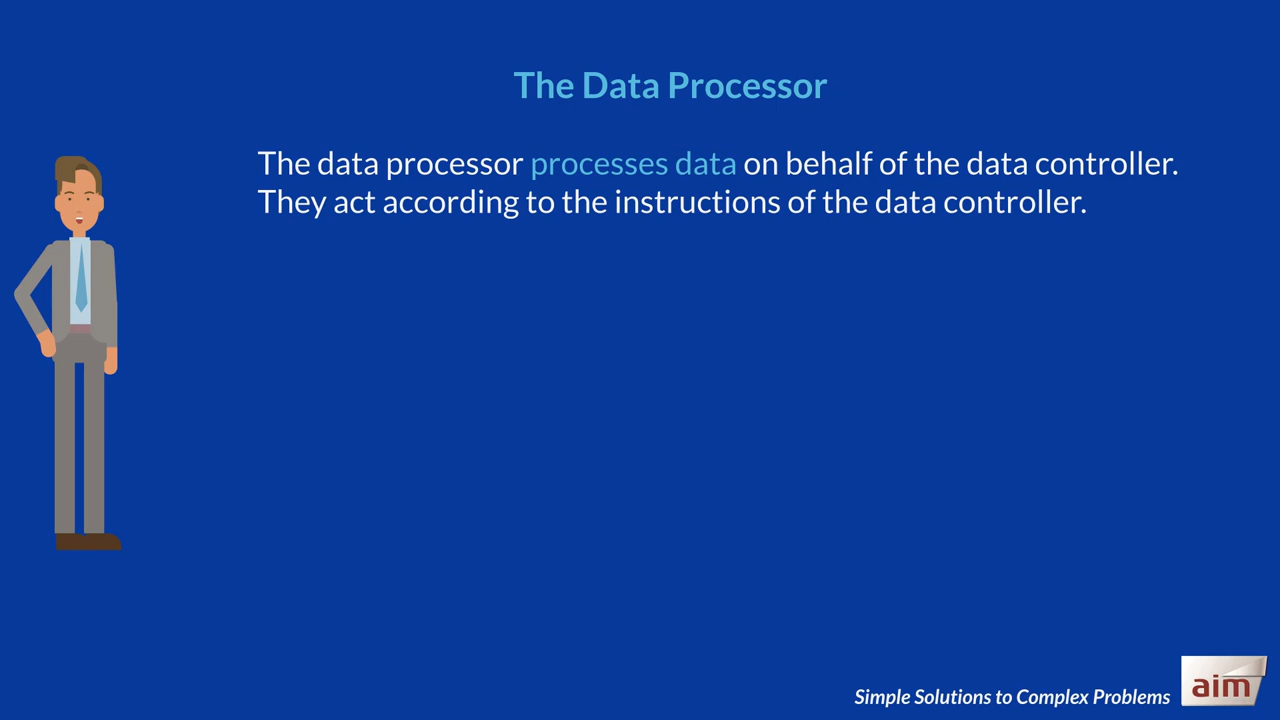 The Data Processor
The data processor processes data on behalf of the data controller.
They act according to the instructions of the data controller.
Simple Solutions to Complex Problems
aim